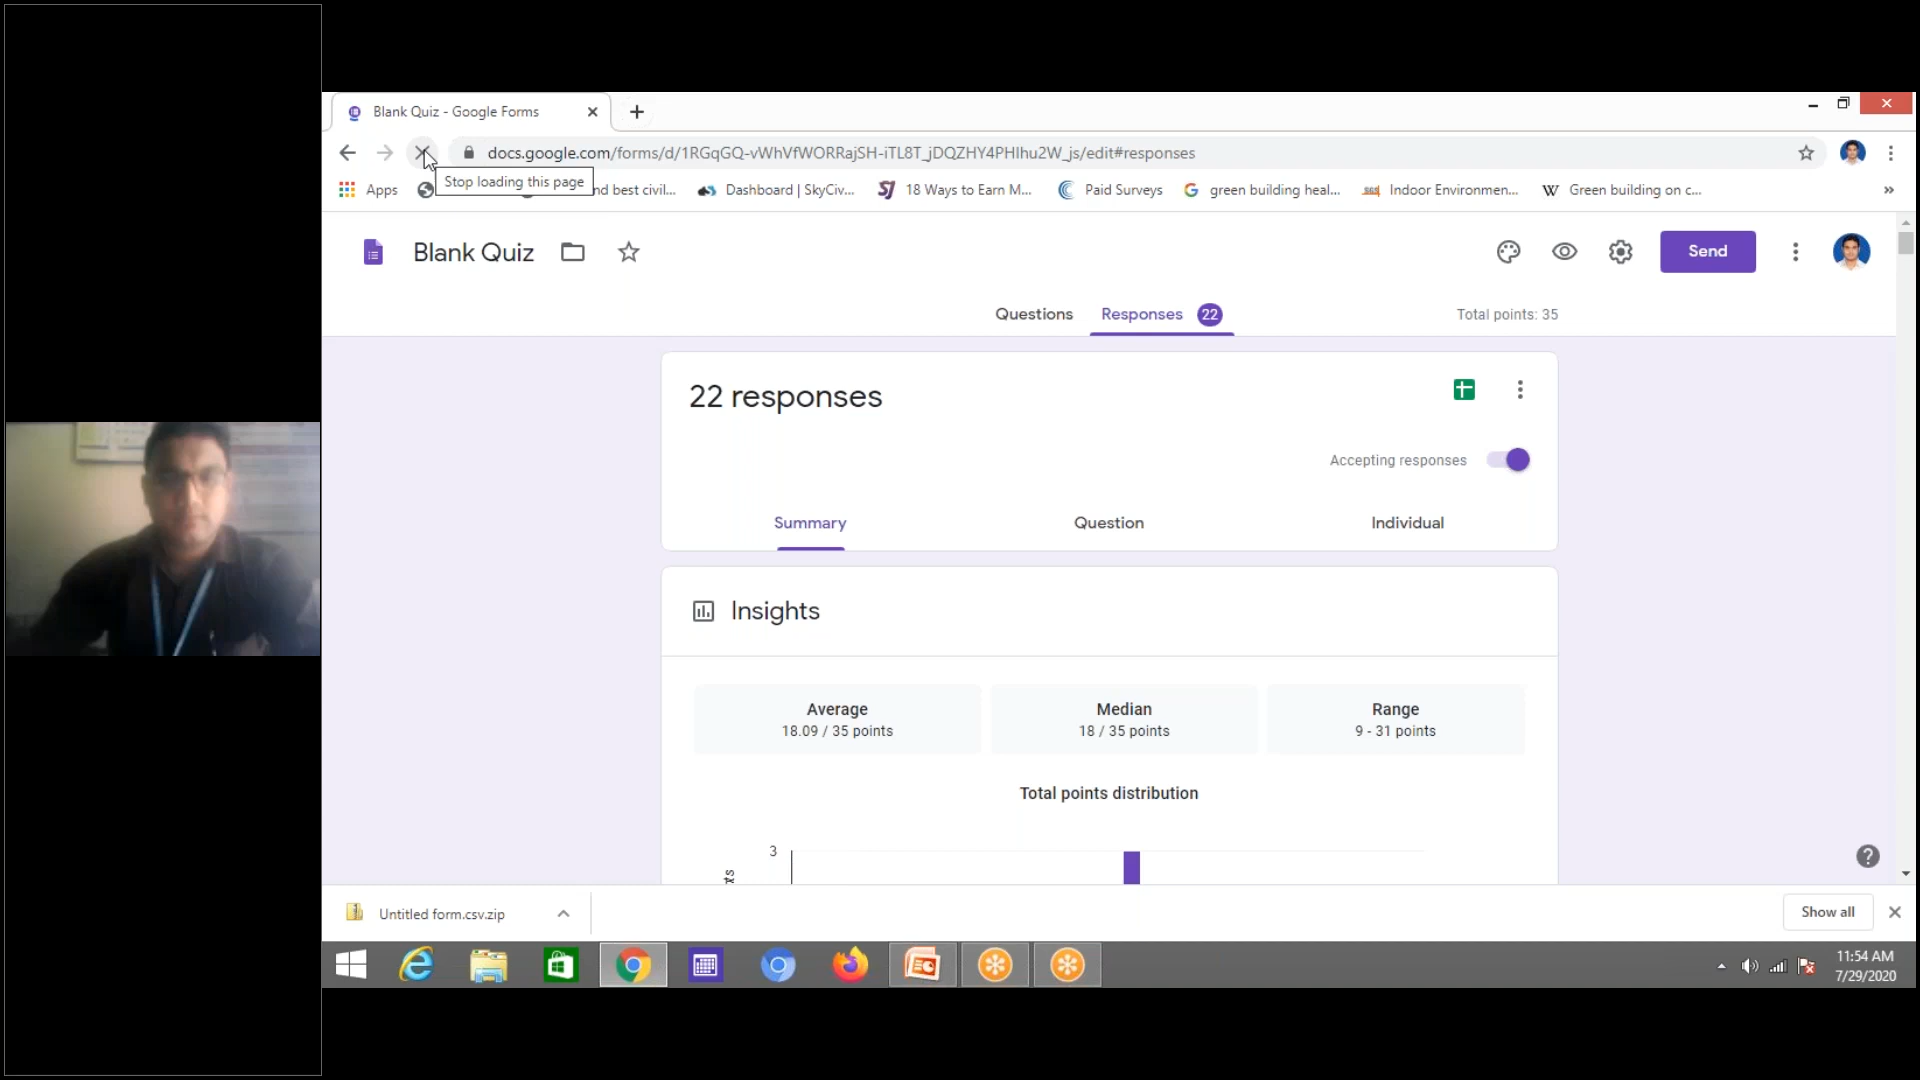 Blank Quiz - Google Forms
docs.google.com/forms/d/1RGqGQ-vWhVfWORRajSH-iTL8T_jDQZHY4PHIhu2W_js/edit#responses
Stop loading this page
Apps
nd best civil...
Dashboard | SkyCiv...
18 Ways to Earn M...
Paid Surveys
green building heal...
Indoor Environmen...
Green building on c...
Blank Quiz
Send
Questions
Responses 22
Total points: 35
22 responses
Accepting responses
Summary
Question
Individual
Insights
Average
18.09 / 35 points
Median
18 / 35 points
Range
9 - 31 points
Total points distribution
3
Untitled form.csv.zip
Show all
11:54 AM
7/29/2020